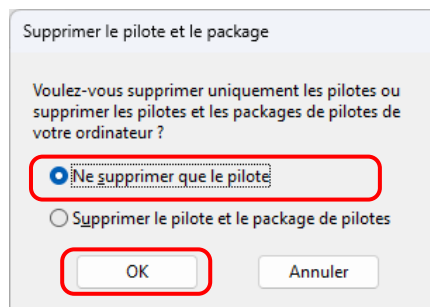 Supprimer le pilote et le package
Voulez-vous supprimer uniquement les pilotes ou
supprimer les pilotes et les packages de pilotes de
votre ordinateur ?
Ne supprimer que le pilote
Supprimer le pilote et le package de pilotes
OK Annuler